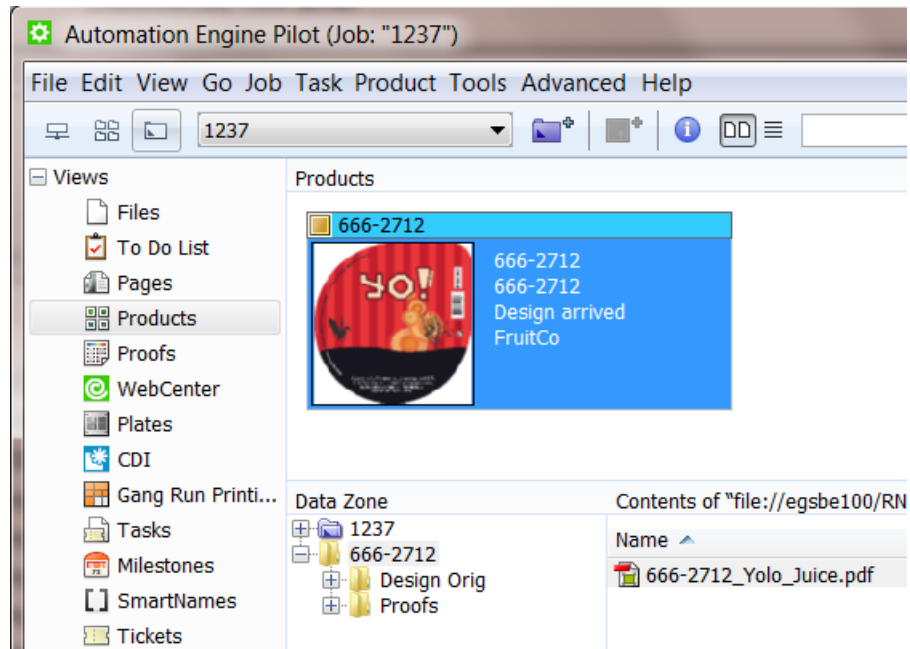 Automation Engine Pilot (Job: "1237")
File Edit View Go Job Task Product Tools Advanced Help
1237
Views
Files
To Do List
Pages
Products
Proofs
WebCenter
Plates
CDI
Gang Run Printi...
Tasks
Milestones
SmartNames
Tickets
Products
666-2712
YO!
666-2712
666-2712
Design arrived
FruitCo
Data Zone
1237
666-2712
Design Orig
Proofs
Contents of "file://egsbe100/RN
Name
666-2712_Yolo_Juice.pdf